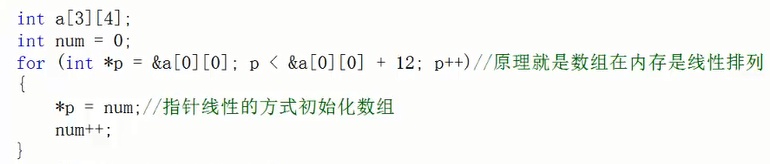 int a[3][4];
int num = 0;
for (int *p = &a[0][0]; p < &a[0][0] + 12; p++)//原理就是数组在内存是线性排列
{
*p = num;//指针线性的方式初始化数组
num++;
}